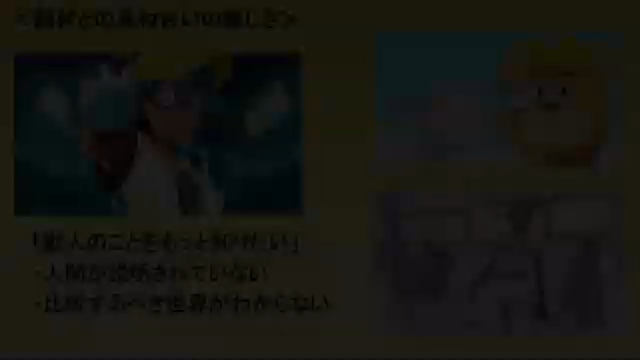 ＜題材との兼ね合いの難しさ＞
「獣人のことをもっと知りたい」
・人間が説明されていない
・比較するべき世界がわからない